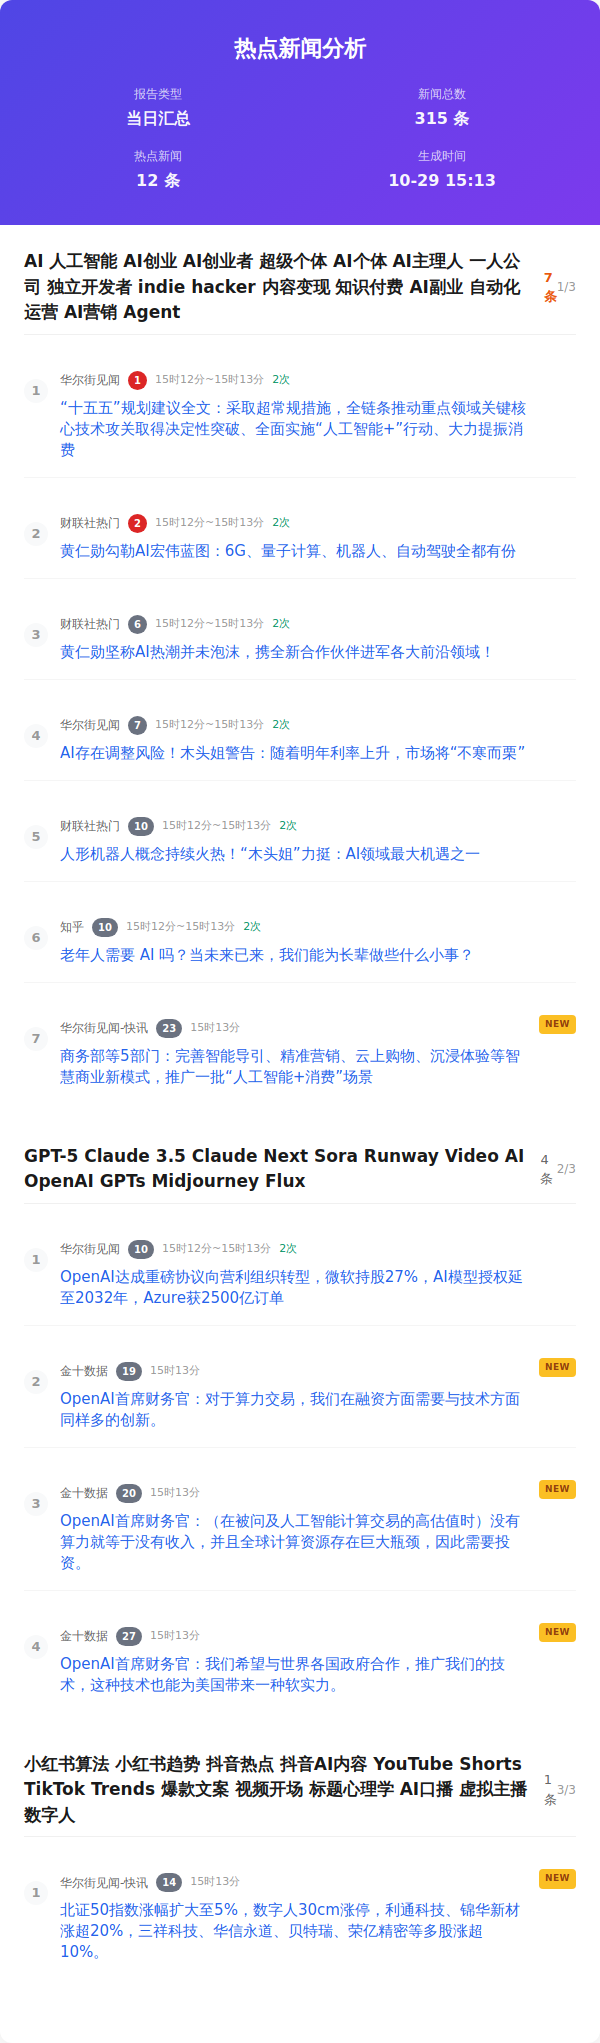 热点新闻分析
报告类型
新闻总数
当日汇总
315 条
热点新闻
生成时间
12 条
10-29 15:13
AI 人工智能 AI创业 AI创业者 超级个体 AI个体 AI主理人 一人公
司 独立开发者 indie hacker 内容变现 知识付费 AI副业 自动化
运营 AI营销 Agent
7
条
1/3
1
华尔街见闻 1 15时12分~15时13分 2次
“十五五”规划建议全文：采取超常规措施，全链条推动重点领域关键核
心技术攻关取得决定性突破、全面实施“人工智能+”行动、大力提振消
费
2
财联社热门 2 15时12分~15时13分 2次
黄仁勋勾勒AI宏伟蓝图：6G、量子计算、机器人、自动驾驶全都有份
3
财联社热门 6 15时12分~15时13分 2次
黄仁勋坚称AI热潮并未泡沫，携全新合作伙伴进军各大前沿领域！
4
华尔街见闻 7 15时12分~15时13分 2次
AI存在调整风险！木头姐警告：随着明年利率上升，市场将“不寒而栗”
5
财联社热门 10 15时12分~15时13分 2次
人形机器人概念持续火热！“木头姐”力挺：AI领域最大机遇之一
6
知乎 10 15时12分~15时13分 2次
老年人需要 AI 吗？当未来已来，我们能为长辈做些什么小事？
7
华尔街见闻-快讯 23 15时13分
NEW
商务部等5部门：完善智能导引、精准营销、云上购物、沉浸体验等智
慧商业新模式，推广一批“人工智能+消费”场景
GPT-5 Claude 3.5 Claude Next Sora Runway Video AI
OpenAI GPTs Midjourney Flux
4
条
2/3
1
华尔街见闻 10 15时12分~15时13分 2次
OpenAI达成重磅协议向营利组织转型，微软持股27%，AI模型授权延
至2032年，Azure获2500亿订单
2
金十数据 19 15时13分
NEW
OpenAI首席财务官：对于算力交易，我们在融资方面需要与技术方面
同样多的创新。
3
金十数据 20 15时13分
NEW
OpenAI首席财务官：（在被问及人工智能计算交易的高估值时）没有
算力就等于没有收入，并且全球计算资源存在巨大瓶颈，因此需要投
资。
4
金十数据 27 15时13分
NEW
OpenAI首席财务官：我们希望与世界各国政府合作，推广我们的技
术，这种技术也能为美国带来一种软实力。
小红书算法 小红书趋势 抖音热点 抖音AI内容 YouTube Shorts
TikTok Trends 爆款文案 视频开场 标题心理学 AI口播 虚拟主播
数字人
1
条
3/3
1
华尔街见闻-快讯 14 15时13分
NEW
北证50指数涨幅扩大至5%，数字人30cm涨停，利通科技、锦华新材
涨超20%，三祥科技、华信永道、贝特瑞、荣亿精密等多股涨超
10%。